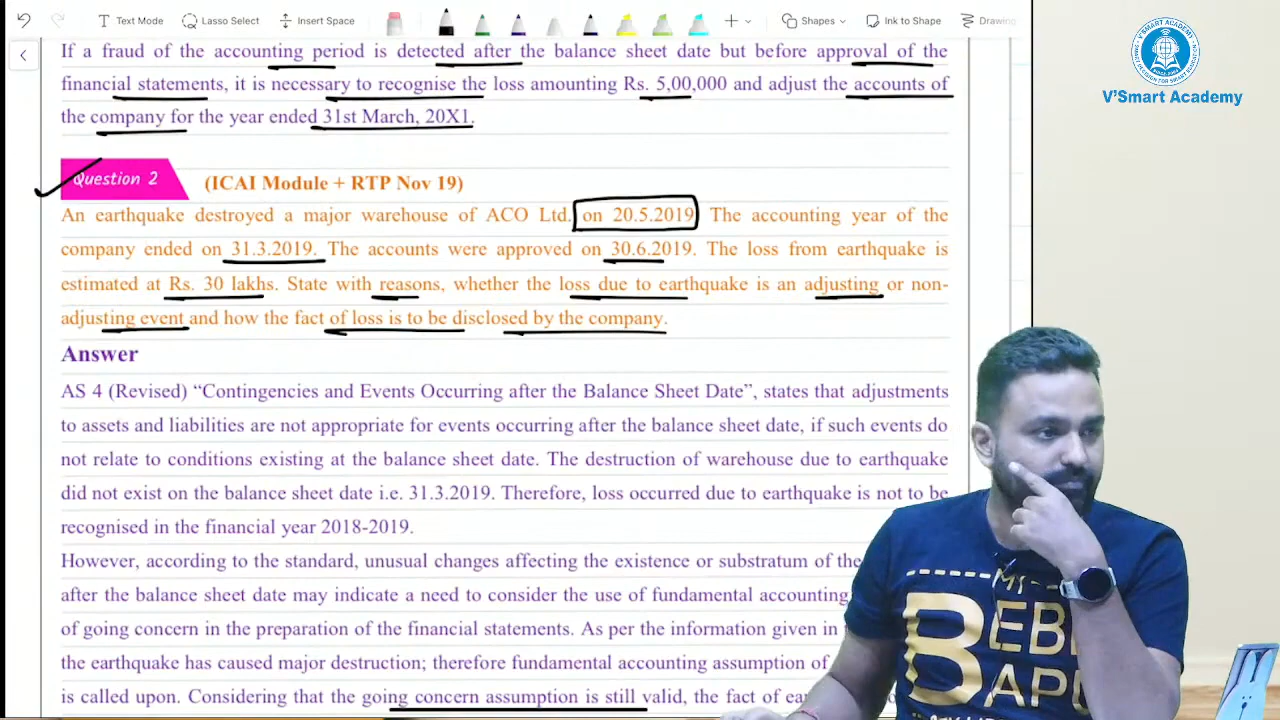 Text Mode Lasso Select Insert Space Shapes Ink to Shape Drawing
V'SMART ACADEMY
V'Smart Academy
If a fraud of the accounting period is detected after the balance sheet date but before approval of the
financial statements, it is necessary to recognise the loss amounting Rs. 5,00,000 and adjust the accounts of
the company for the year ended 31st March, 20X1.
Question 2 (ICAI Module + RTP Nov 19)
An earthquake destroyed a major warehouse of ACO Ltd. on 20.5.2019 The accounting year of the
company ended on 31.3.2019. The accounts were approved on 30.6.2019. The loss from earthquake is
estimated at Rs. 30 lakhs. State with reasons, whether the loss due to earthquake is an adjusting or non-
adjusting event and how the fact of loss is to be disclosed by the company.
Answer
AS 4 (Revised) “Contingencies and Events Occurring after the Balance Sheet Date”, states that adjustments
to assets and liabilities are not appropriate for events occurring after the balance sheet date, if such events do
not relate to conditions existing at the balance sheet date. The destruction of warehouse due to earthquake
did not exist on the balance sheet date i.e. 31.3.2019. Therefore, loss occurred due to earthquake is not to be
recognised in the financial year 2018-2019.
However, according to the standard, unusual changes affecting the existence or substratum of the
after the balance sheet date may indicate a need to consider the use of fundamental accounting
of going concern in the preparation of the financial statements. As per the information given in
the earthquake has caused major destruction; therefore fundamental accounting assumption of
is called upon. Considering that the going concern assumption is still valid, the fact of